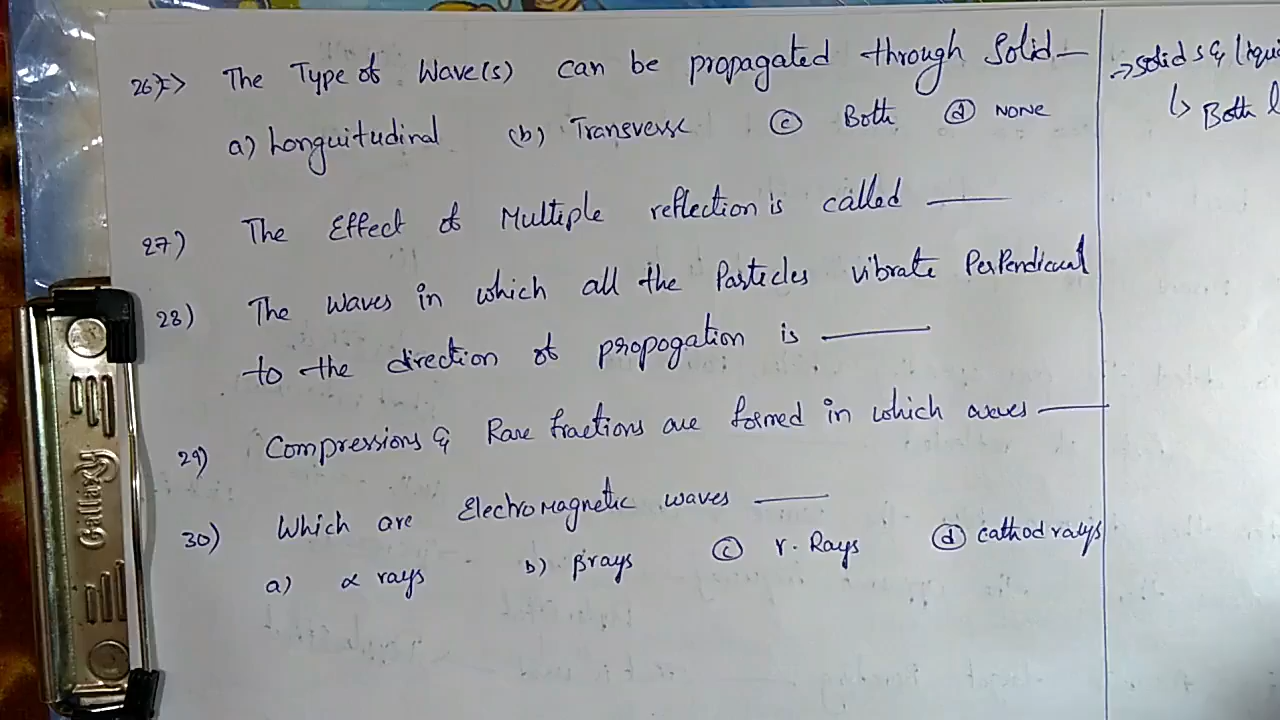 26) The Type of Wave(s) can be propagated through Solid —
a) Longuitudinal (b) Transverse (c) Both (d) NONE
27) The Effect of Multiple reflection is called —
28) The waves in which all the Particles vibrate Perpendicual
to the direction of propogation is —
29) Compressions & Rare fractions are formed in which waves —
30) Which are Electromagnetic waves —
a) α rays b) βrays (c) γ. Rays (d) cathod rays
→ solids & liqui
↳ Both l
Gallaxy